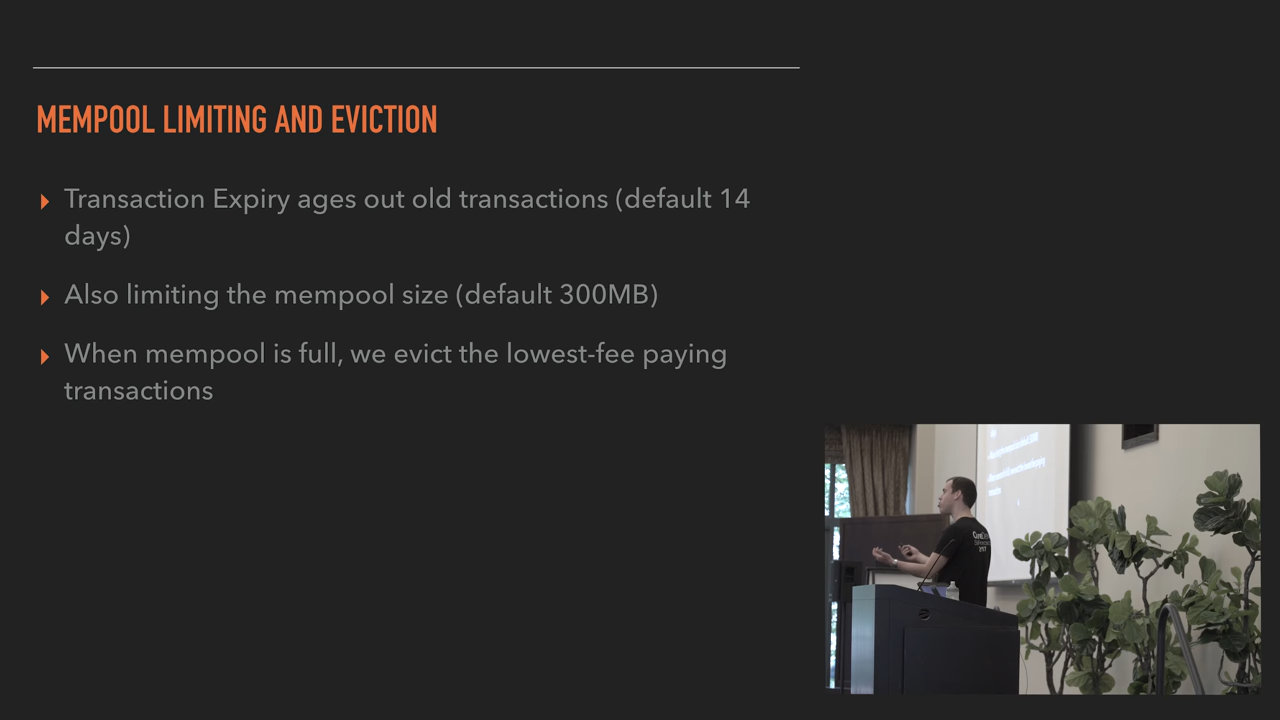 MEMPOOL LIMITING AND EVICTION
Transaction Expiry ages out old transactions (default 14
days)
Also limiting the mempool size (default 300MB)
When mempool is full, we evict the lowest-fee paying
transactions